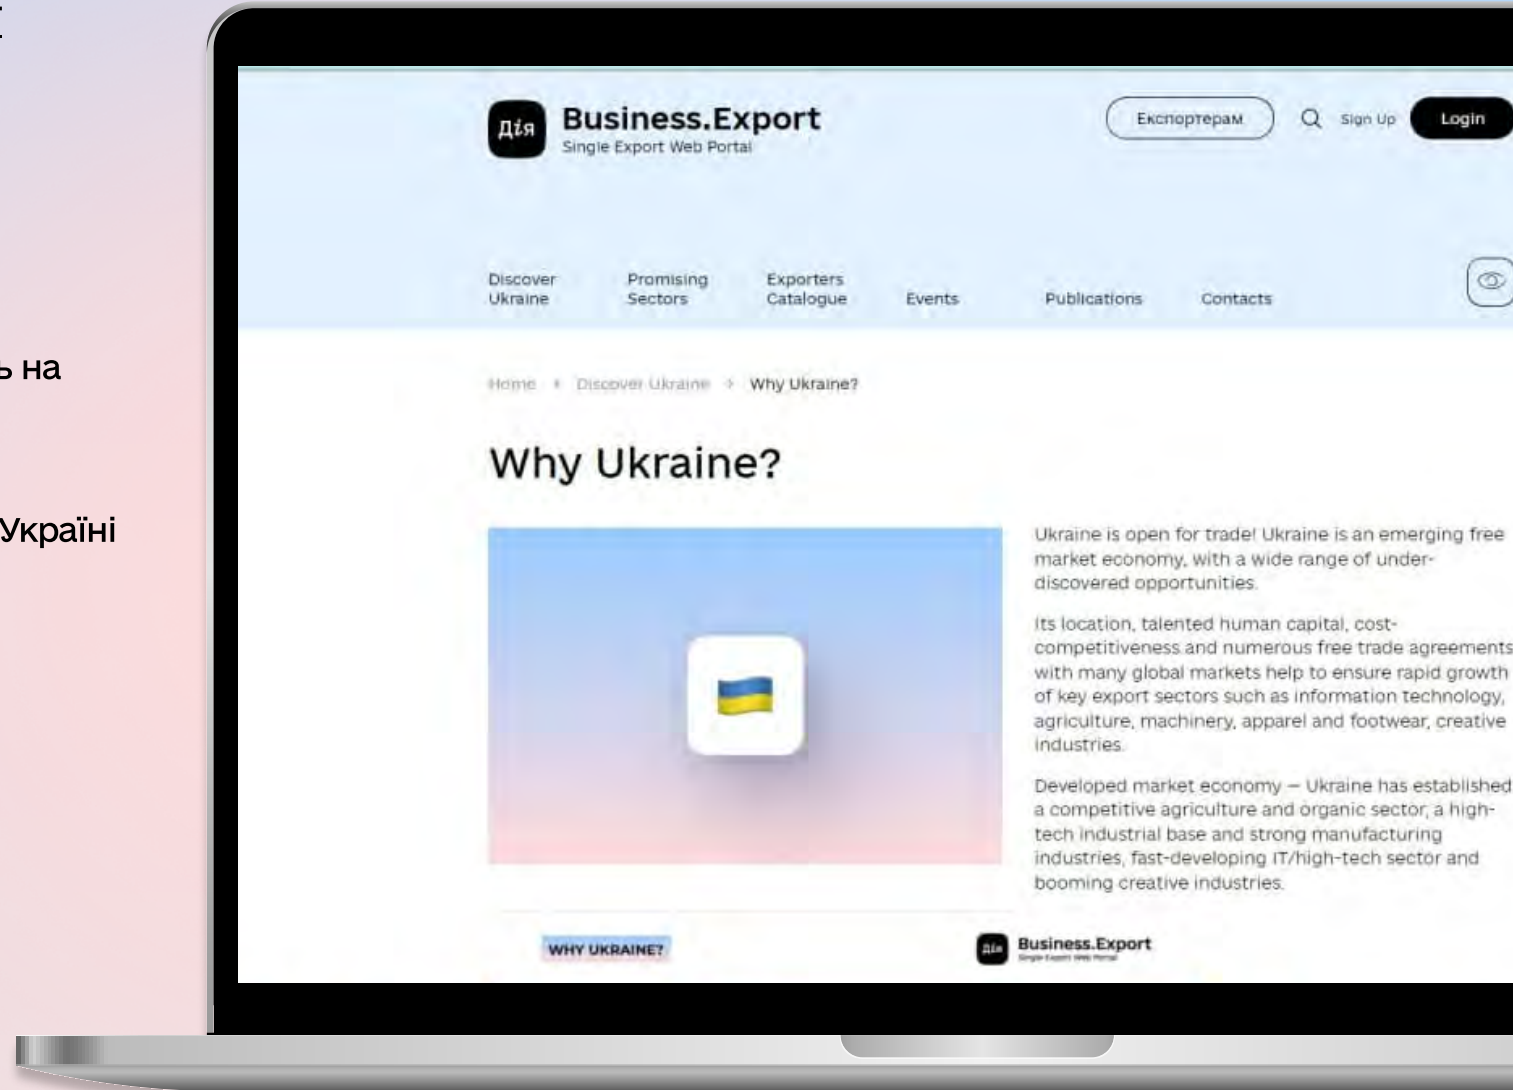 ь на
Україні
Дія
Business.Export
Single Export Web Portal
Експортерам
Sign Up
Login
Discover
Ukraine
Promising
Sectors
Exporters
Catalogue
Events
Publications
Contacts
Home
Discover Ukraine
Why Ukraine?
Why Ukraine?
Ukraine is open for trade! Ukraine is an emerging free
market economy, with a wide range of under-
discovered opportunities.
Its location, talented human capital, cost-
competitiveness and numerous free trade agreements
with many global markets help to ensure rapid growth
of key export sectors such as information technology,
agriculture, machinery, apparel and footwear, creative
industries.
Developed market economy — Ukraine has established
a competitive agriculture and organic sector, a high-
tech industrial base and strong manufacturing
industries, fast-developing IT/high-tech sector and
booming creative industries.
WHY UKRAINE?
Дія
Business.Export
Single Export Web Portal